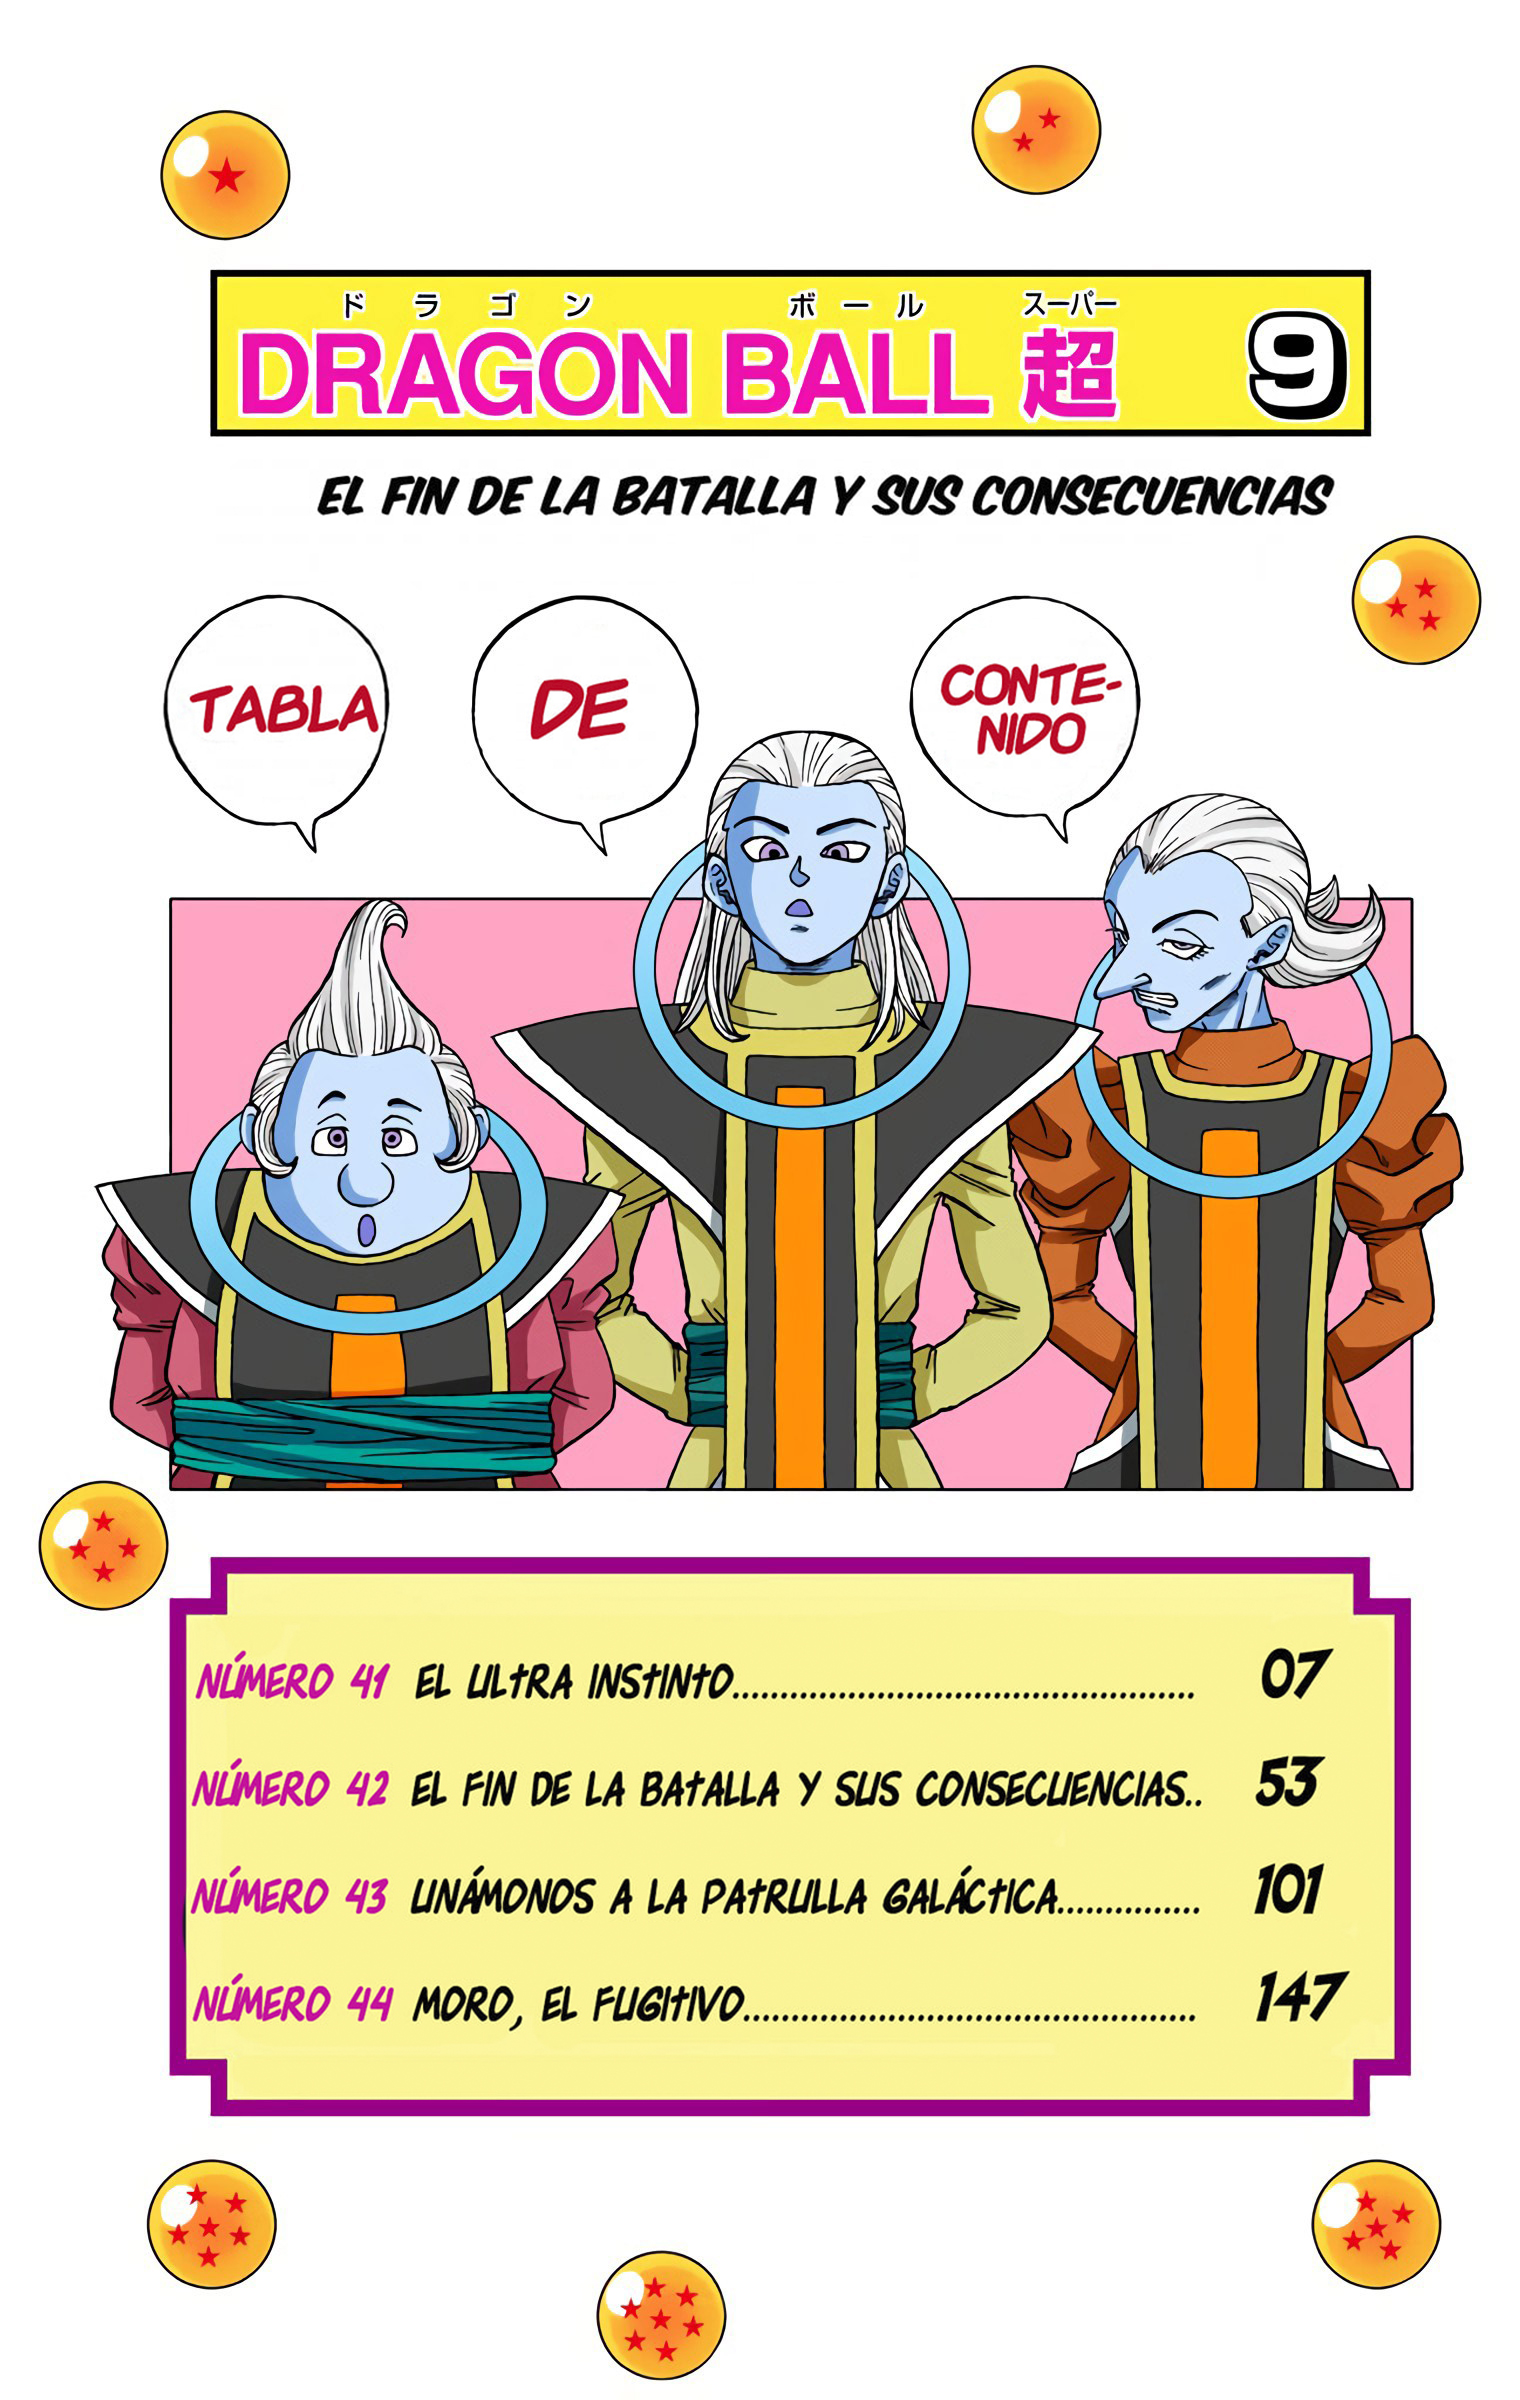 ドラゴン ボール スーパー
DRAGON BALL 超 9
EL FIN DE LA BATALLA Y SUS CONSECUENCIAS
TABLA
DE
CONTE-
NIDO
NÚMERO 41 EL ULTRA INSTINTO................................................ 07
NÚMERO 42 EL FIN DE LA BATALLA Y SUS CONSECUENCIAS.. 53
NÚMERO 43 UNÁMONOS A LA PATRULLA GALÁCTICA............... 101
NÚMERO 44 MORO, EL FUGITIVO............................................... 147